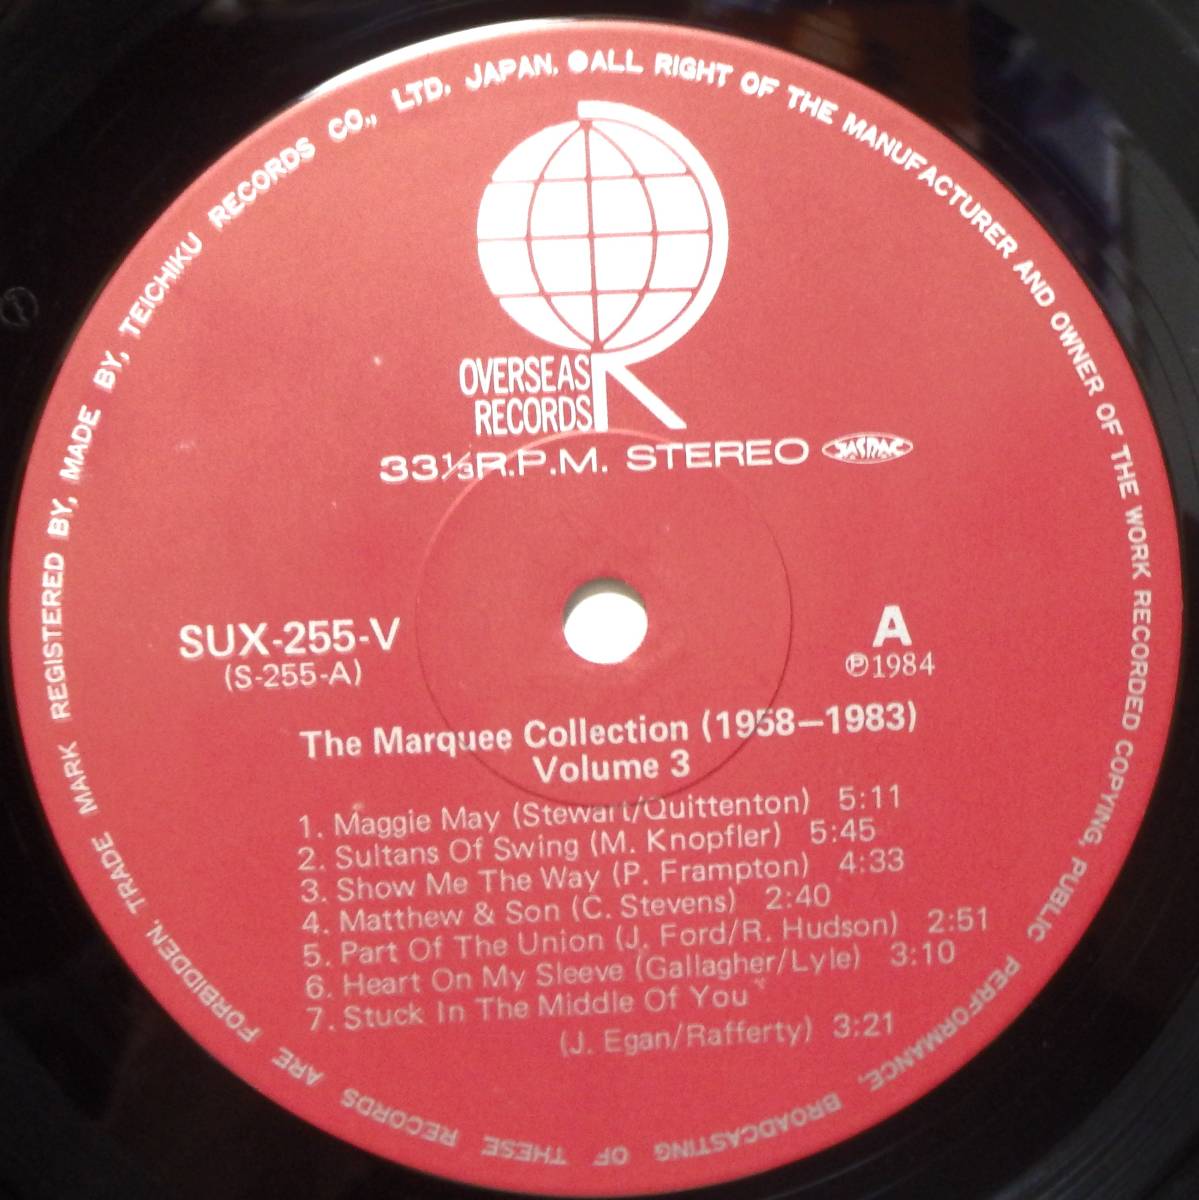 MARK REGISTERED BY, MADE BY, TEICHIKU RECORDS CO., LTD, JAPAN. ●ALL RIGHT OF THE MANUFACTURER AND OWNER OF THE WORK RECORDED COPYING, PUBLIC PERFORMANCE, BROADCASTING OF THESE RECORDS ARE FORBIDDEN. TRADE
OVERSEAS
RECORDS
33⅓R.P.M. STEREO JASRAC
SUX-255-V
(S-255-A)
A
℗1984
The Marquee Collection (1958–1983)
Volume 3
1. Maggie May (Stewart/Quittenton) 5:11
2. Sultans Of Swing (M. Knopfler) 5:45
3. Show Me The Way (P. Frampton) 4:33
4. Matthew & Son (C. Stevens) 2:40
5. Part Of The Union (J. Ford/R. Hudson) 2:51
6. Heart On My Sleeve (Gallagher/Lyle) 3:10
7. Stuck In The Middle Of You
(J. Egan/Rafferty) 3:21